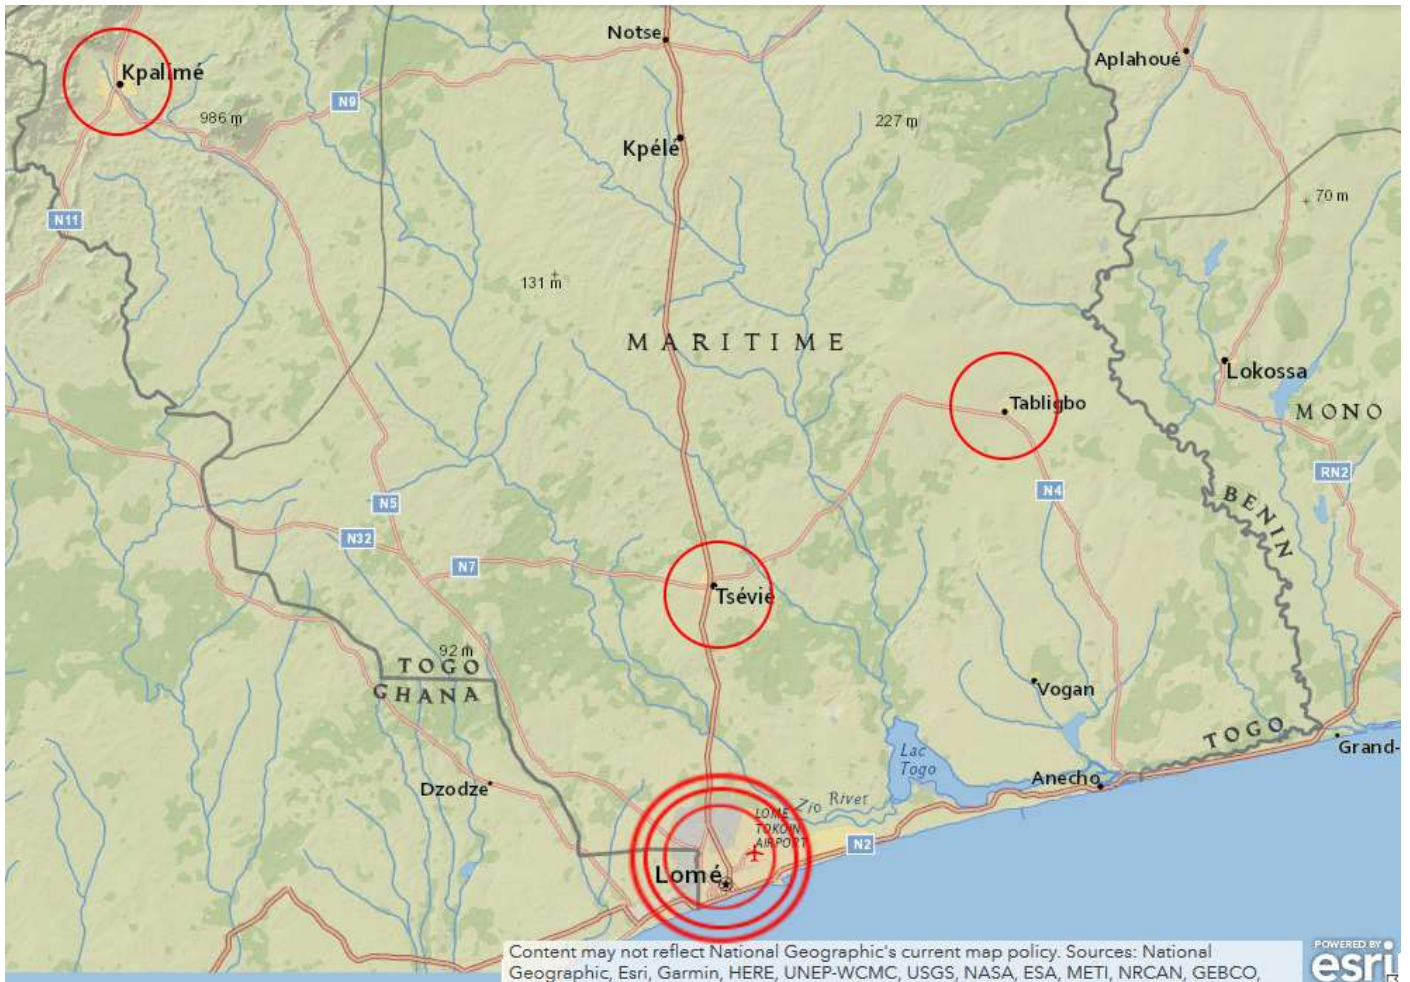 Notse
Aplahoué
Kpalimé
N9
986 m
227 m
Kpélé
70 m
N11
131 m
MARITIME
Lokossa
Tabligbo
MONO
RN2
N4
N5
BENIN
N32
N7
Tsévié
92 m
TOGO
GHANA
Vogan
TOGO
Grand-
Lac
Togo
Anecho
Dzodze
Zio River
LOME
TOKOIN
AIRPORT
N2
Lomé
Content may not reflect National Geographic's current map policy. Sources: National
Geographic, Esri, Garmin, HERE, UNEP-WCMC, USGS, NASA, ESA, METI, NRCAN, GEBCO,
POWERED BY
esri